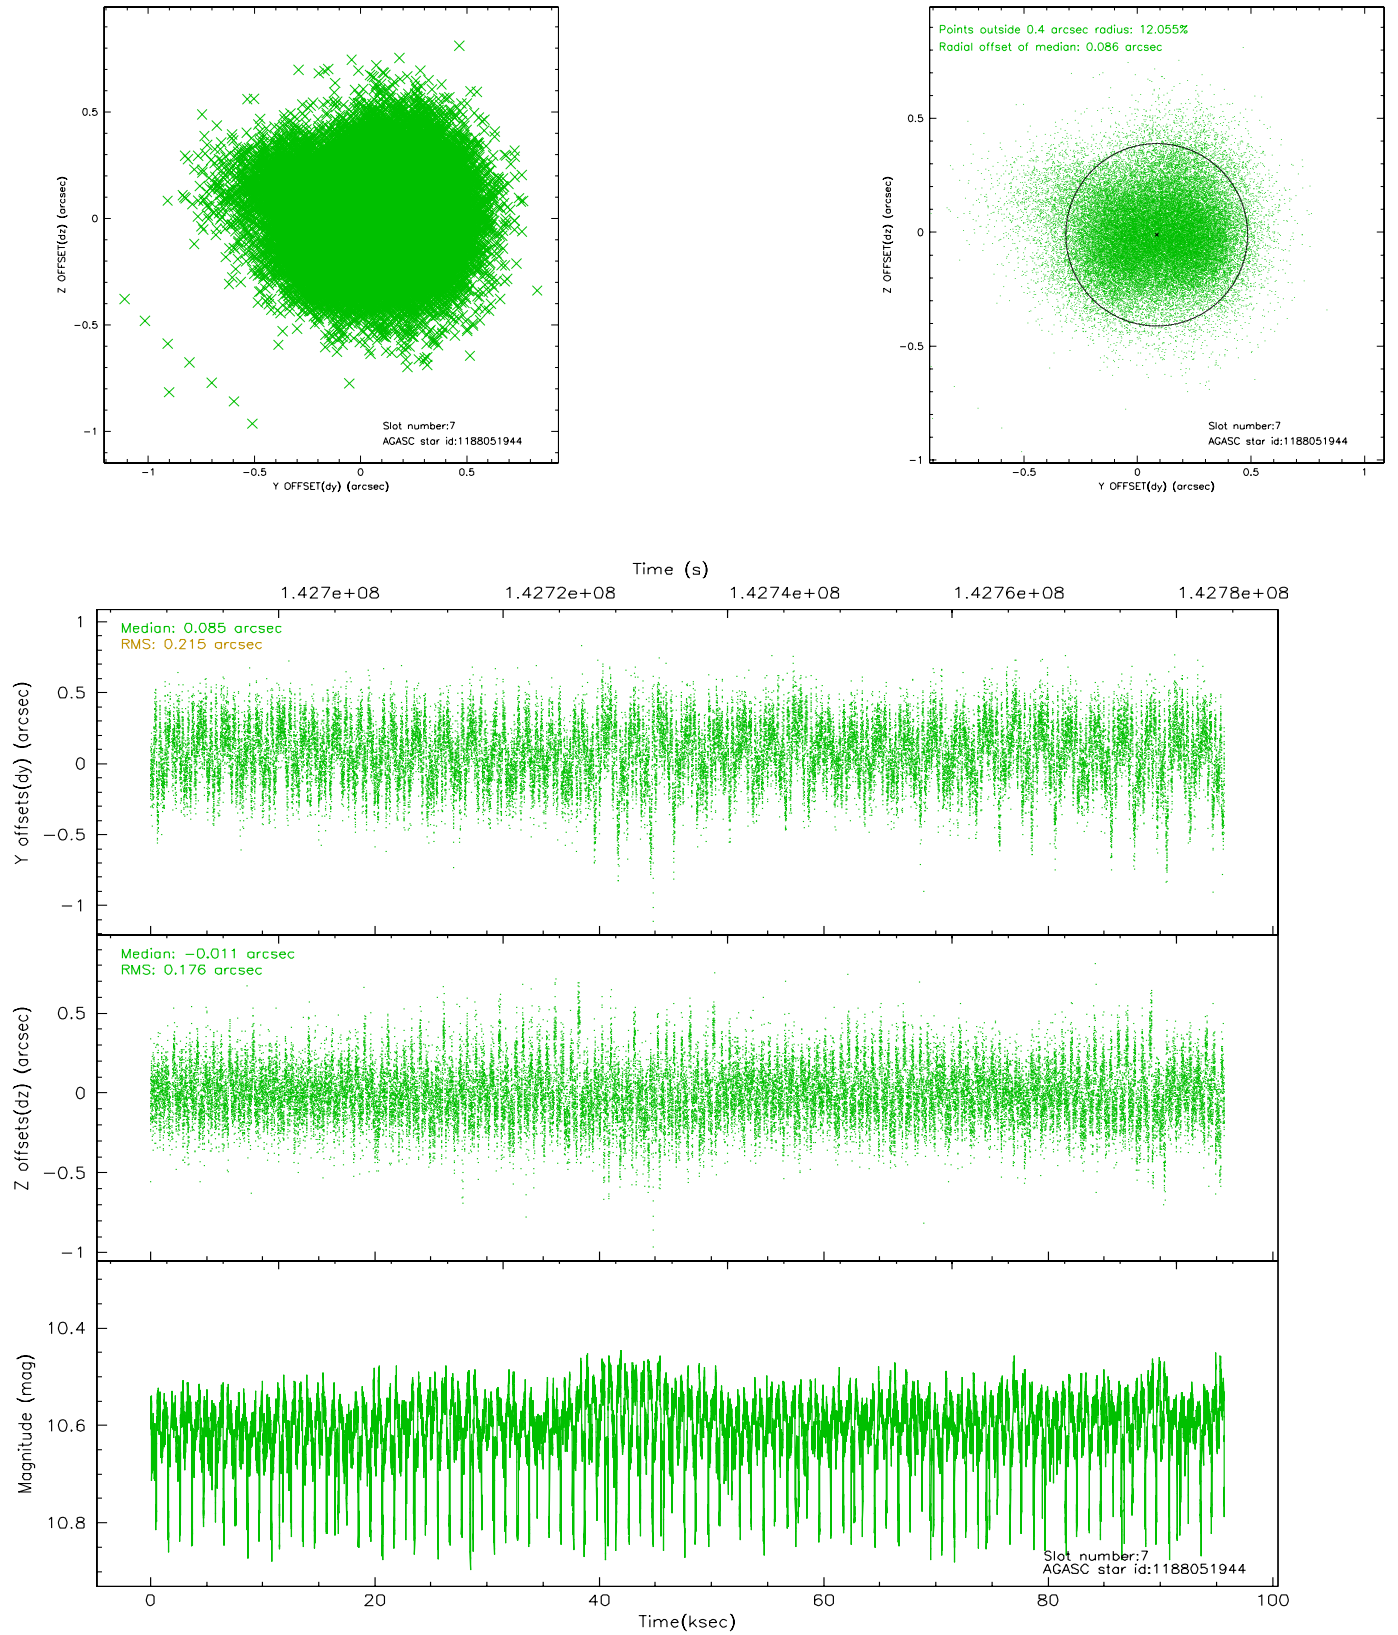 0.5
0
−0.5
−1
Z OFFSET(dz) (arcsec)
Slot number:7
AGASC star id:1188051944
−1
−0.5
0
0.5
Y OFFSET(dy) (arcsec)
Points outside 0.4 arcsec radius: 12.055%
Radial offset of median: 0.086 arcsec
0.5
0
−0.5
−1
Z OFFSET(dz) (arcsec)
Slot number:7
AGASC star id:1188051944
−0.5
0
0.5
1
Y OFFSET(dy) (arcsec)
Time (s)
1.427e+08
1.4272e+08
1.4274e+08
1.4276e+08
1.4278e+08
Median: 0.085 arcsec
RMS: 0.215 arcsec
1
0.5
0
−0.5
−1
Y offsets(dy) (arcsec)
Median: −0.011 arcsec
RMS: 0.176 arcsec
0.5
0
−0.5
−1
Z offsets(dz) (arcsec)
10.4
10.6
10.8
Magnitude (mag)
Slot number:7
AGASC star id:1188051944
0
20
40
60
80
100
Time(ksec)